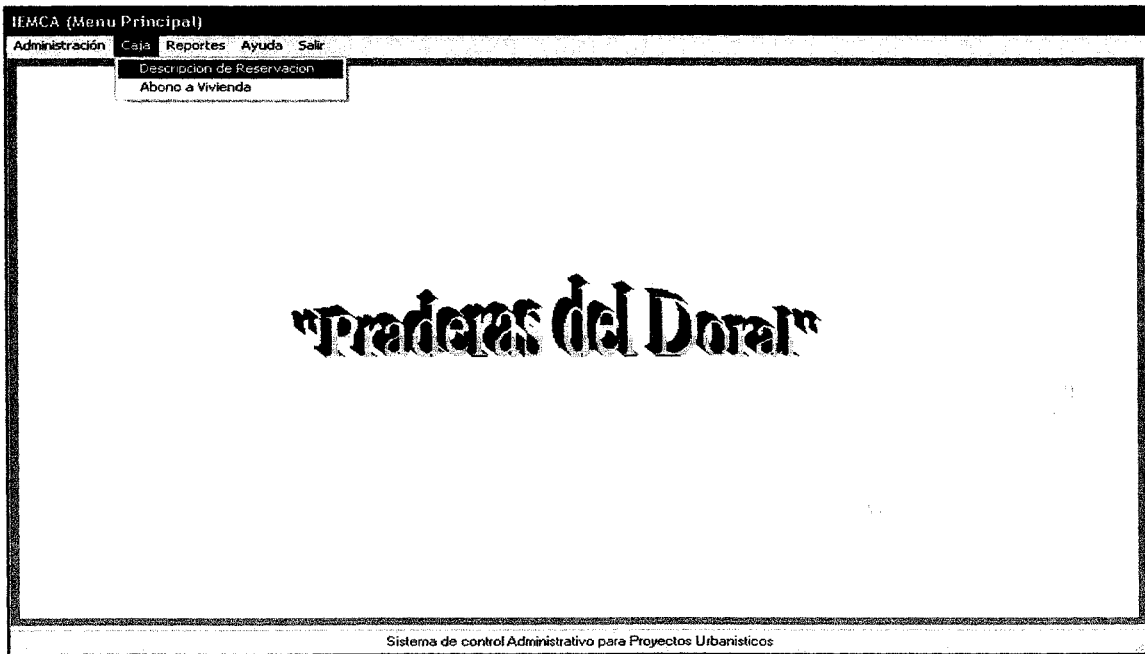 IEMCA (Menu Principal)
Administración Caja Reportes Ayuda Salir
Descripcion de Reservacion
Abono a Vivienda
"Praderas del Doral"
Sistema de control Administrativo para Proyectos Urbanisticos